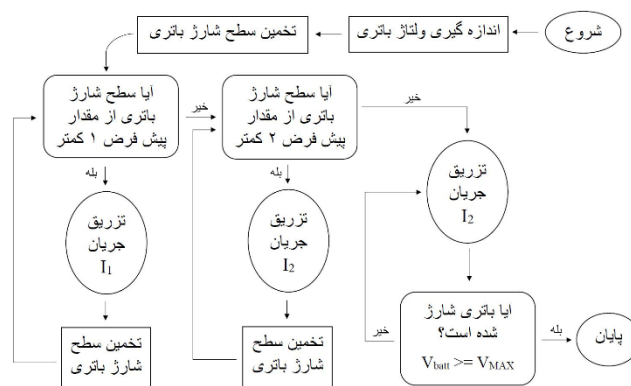 شروع
اندازه گیری ولتاژ باتری
تخمین سطح شارژ باتری
آیا سطح شارژ
باتری از مقدار
پیش فرض ۱ کمتر
خیر
آیا سطح شارژ
باتری از مقدار
پیش فرض ۲ کمتر
خیر
بله
تزریق
جریان
I₁
تخمین سطح
شارژ باتری
بله
تزریق
جریان
I₂
تخمین سطح
شارژ باتری
تزریق
جریان
I₂
ایا باتری شارژ
شده است؟
V_batt >= V_MAX
خیر
بله
پایان